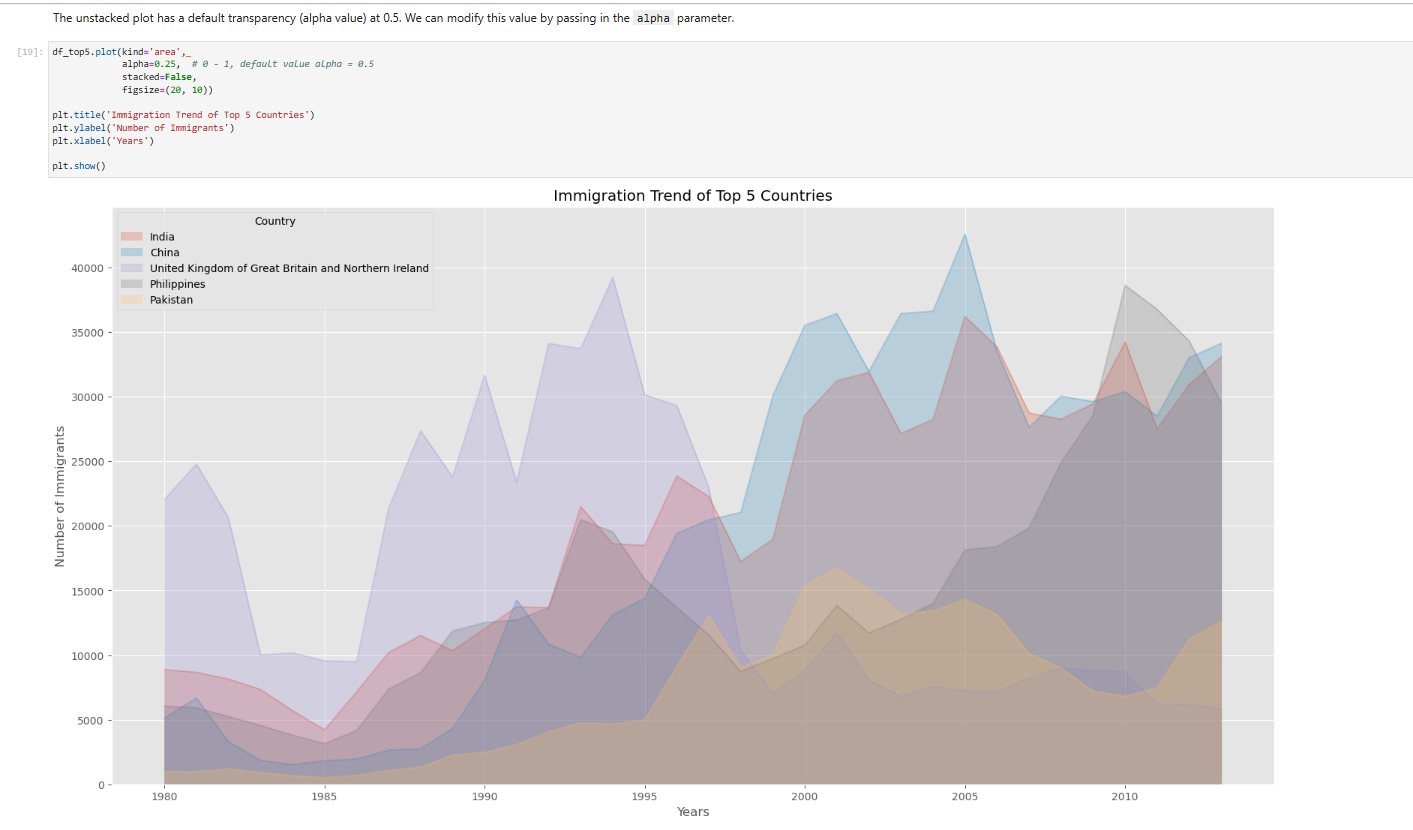 The unstacked plot has a default transparency (alpha value) at 0.5. We can modify this value by passing in the alpha parameter.
[19]: df_top5.plot(kind='area',_
alpha=0.25, # 0 - 1, default value alpha = 0.5
stacked=False,
figsize=(20, 10))
plt.title('Immigration Trend of Top 5 Countries')
plt.ylabel('Number of Immigrants')
plt.xlabel('Years')
plt.show()
Immigration Trend of Top 5 Countries
Country
India
China
United Kingdom of Great Britain and Northern Ireland
Philippines
Pakistan
40000
35000
30000
25000
20000
15000
10000
5000
0
Number of Immigrants
1980 1985 1990 1995 2000 2005 2010
Years